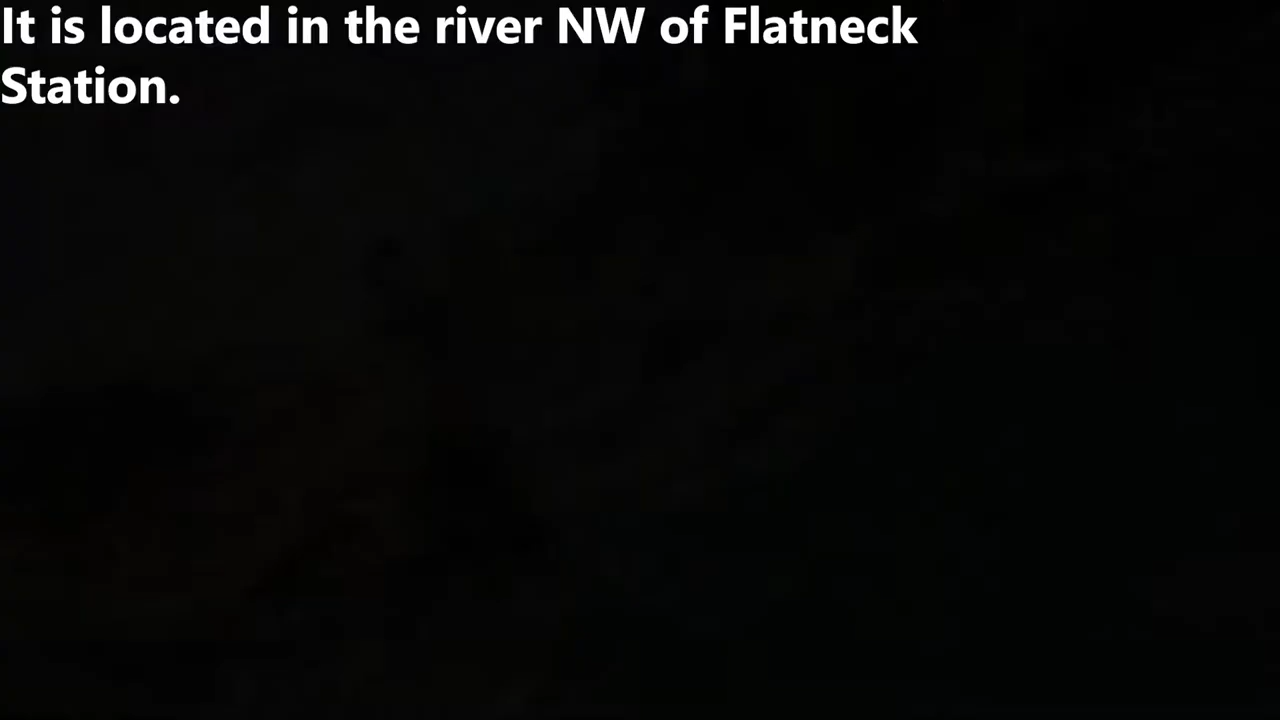 It is located in the river NW of Flatneck
Station.